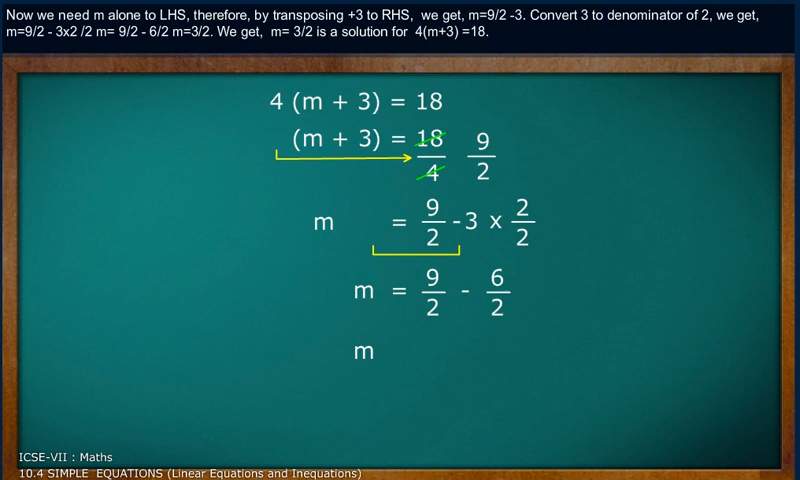 Now we need m alone to LHS, therefore, by transposing +3 to RHS,  we get, m=9/2 -3. Convert 3 to denominator of 2, we get,
m=9/2 - 3x2 /2 m= 9/2 - 6/2 m=3/2. We get,  m= 3/2 is a solution for  4(m+3) =18.
4 (m + 3) = 18
(m + 3) = 18/4 9/2
m = 9/2 -3 x 2/2
m = 9/2 - 6/2
m
ICSE-VII : Maths
10.4 SIMPLE  EQUATIONS (Linear Equations and Inequations)